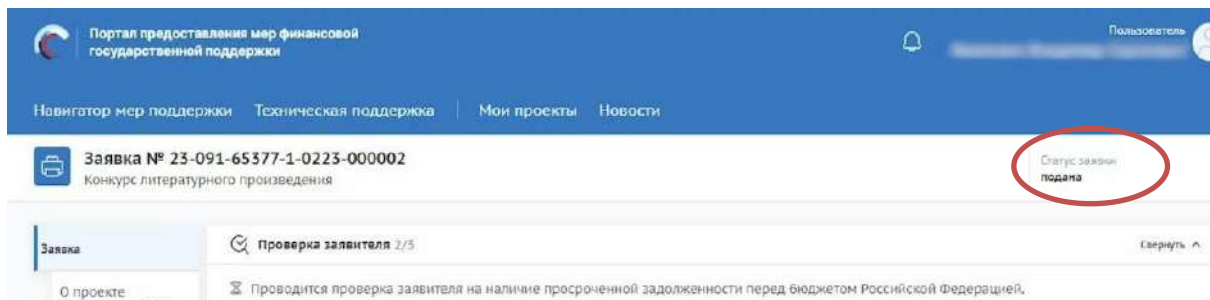 Портал предоставления мер финансовой
государственной поддержки
Пользователь
Навигатор мер поддержки Техническая поддержка Мои проекты Новости
Заявка № 23-091-65377-1-0223-000002
Конкурс литературного произведения
Статус заявки
подана
Заявка
Проверка заявителя 2/3
Свернуть
О проекте
Проводится проверка заявителя на наличие просроченной задолженности перед бюджетом Российской Федерацией.